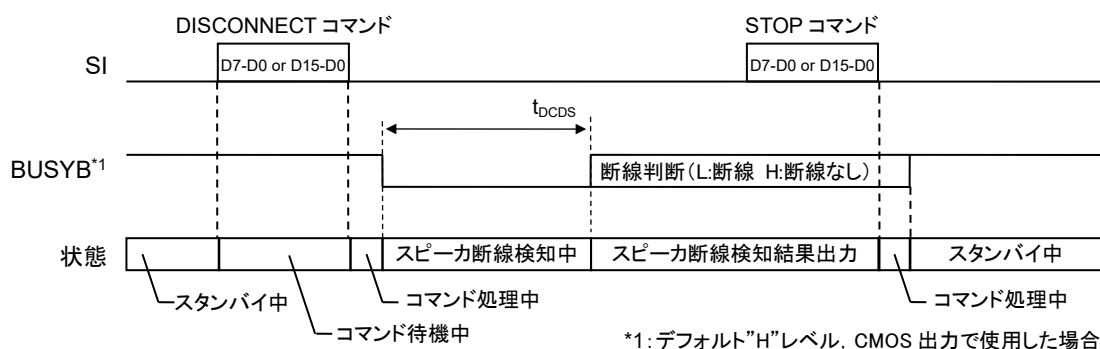 DISCONNECT コマンド
STOP コマンド
SI
D7-D0 or D15-D0
D7-D0 or D15-D0
tDCDS
BUSYB*1
断線判断(L:断線 H:断線なし)
状態
スピーカ断線検知中
スピーカ断線検知結果出力
スタンバイ中
スタンバイ中
コマンド処理中
コマンド処理中
コマンド待機中
*1:デフォルト”H”レベル, CMOS 出力で使用した場合